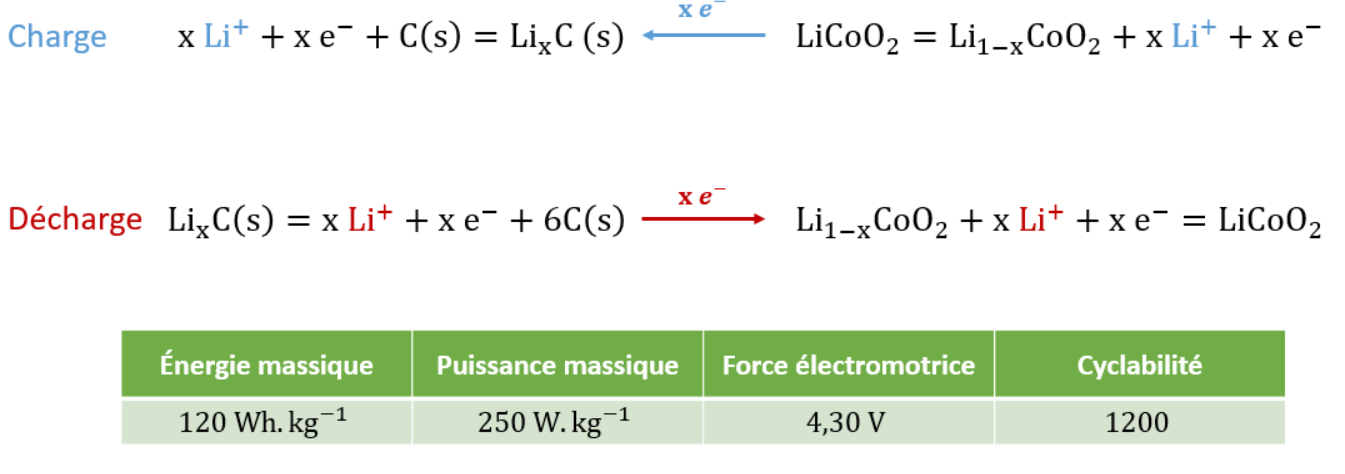 x e⁻
Charge x Li⁺ + x e⁻ + C(s) = LiₓC (s) LiCoO₂ = Li₁₋ₓCoO₂ + x Li⁺ + x e⁻
x e⁻
Décharge LiₓC(s) = x Li⁺ + x e⁻ + 6C(s) Li₁₋ₓCoO₂ + x Li⁺ + x e⁻ = LiCoO₂
Énergie massique Puissance massique Force électromotrice Cyclabilité
120 Wh. kg⁻¹ 250 W. kg⁻¹ 4,30 V 1200